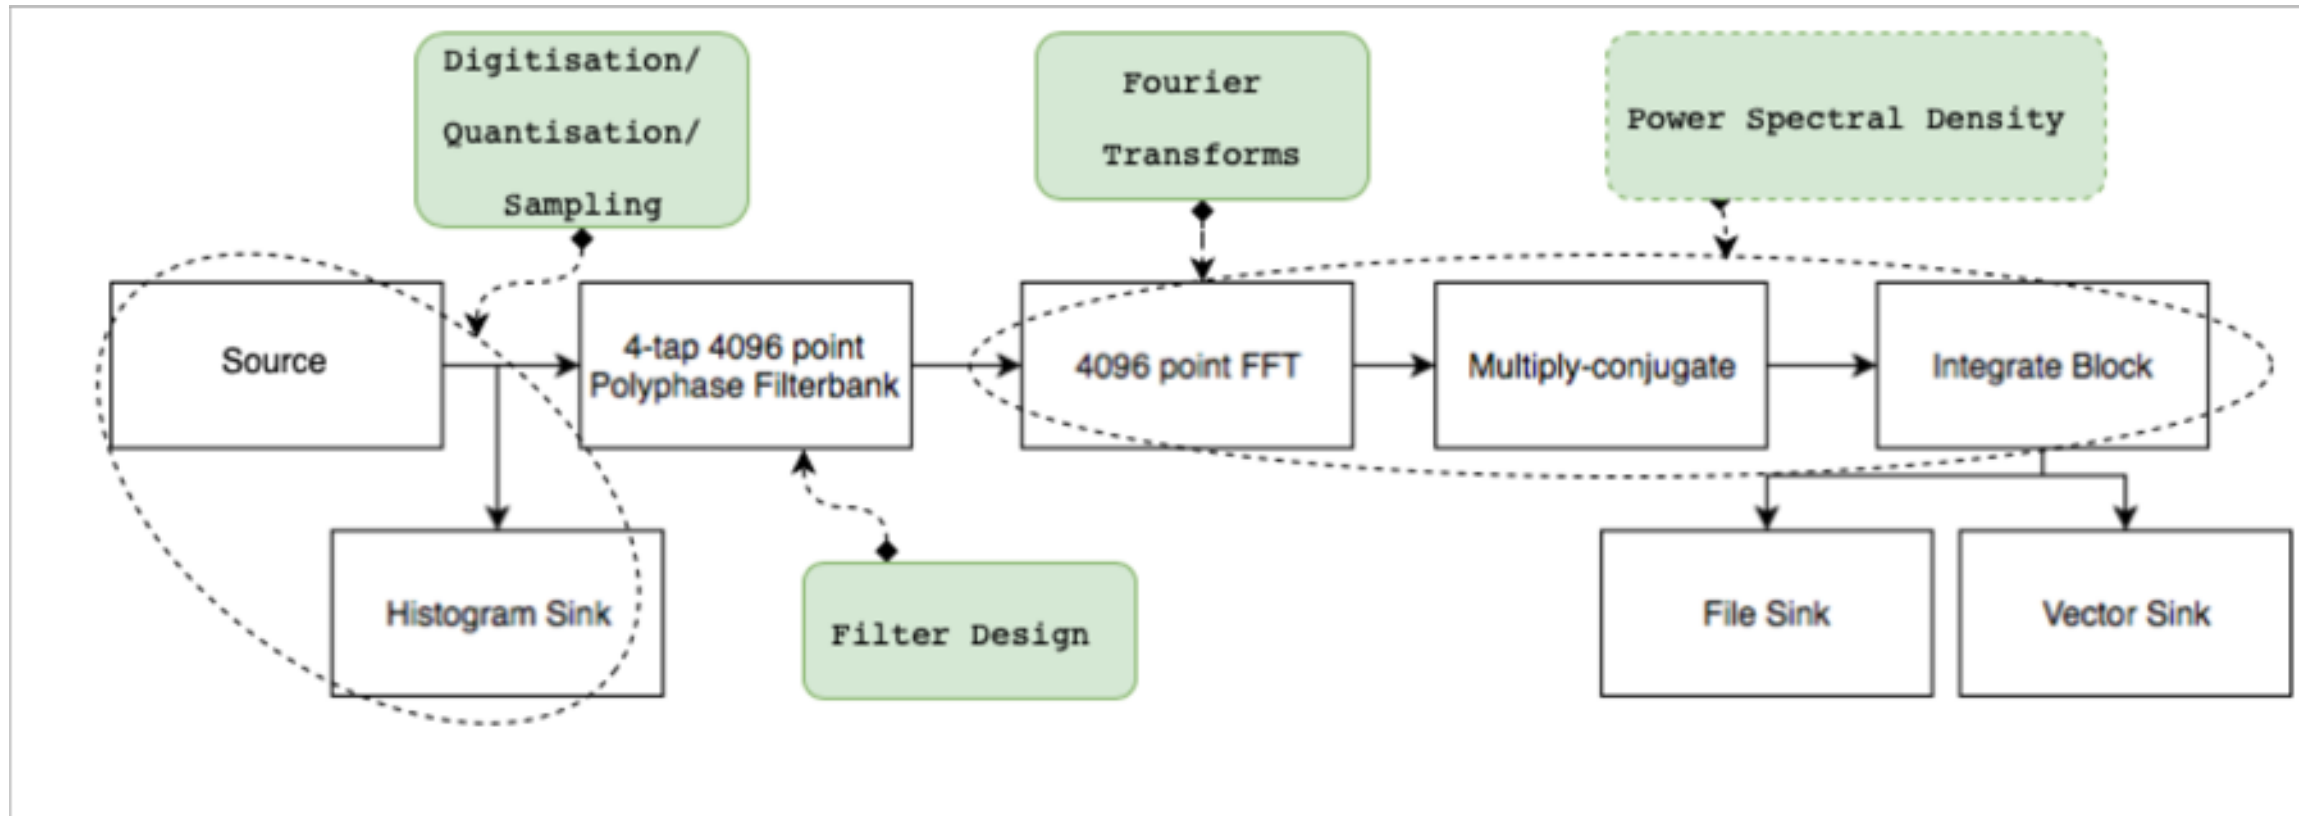 Digitisation/
Quantisation/
Sampling
Fourier
Transforms
Power Spectral Density
Source
4-tap 4096 point
Polyphase Filterbank
4096 point FFT
Multiply-conjugate
Integrate Block
Histogram Sink
Filter Design
File Sink
Vector Sink